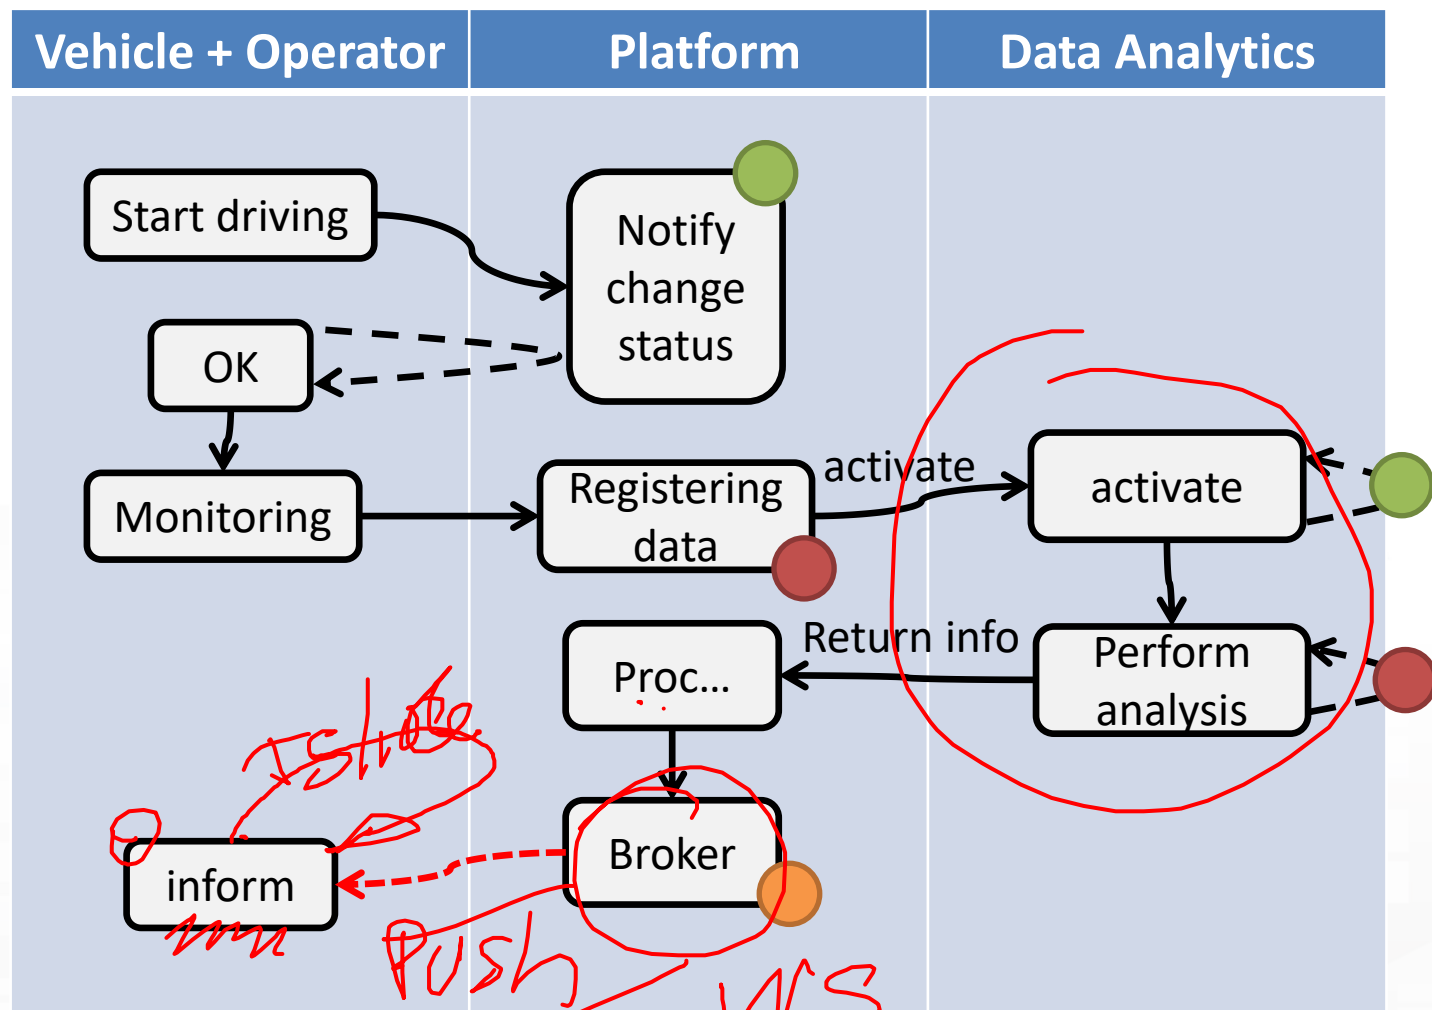 Vehicle + Operator
Platform
Data Analytics
Start driving
Notify
change
status
OK
Monitoring
Registering
data
activate
activate
Return info
Perform
analysis
Proc...
Broker
inform
Push